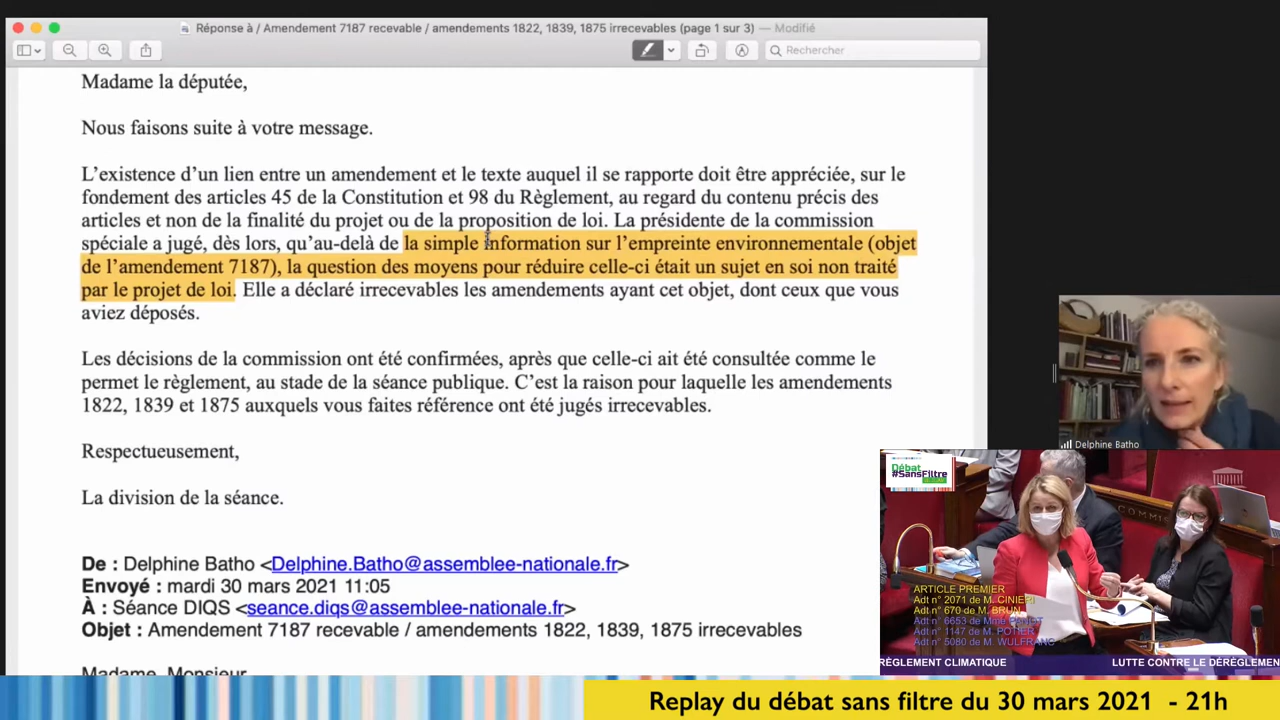 Réponse à / Amendement 7187 recevable / amendements 1822, 1839, 1875 irrecevables (page 1 sur 3) — Modifié
Rechercher
Madame la députée,
Nous faisons suite à votre message.
L’existence d’un lien entre un amendement et le texte auquel il se rapporte doit être appréciée, sur le
fondement des articles 45 de la Constitution et 98 du Règlement, au regard du contenu précis des
articles et non de la finalité du projet ou de la proposition de loi. La présidente de la commission
spéciale a jugé, dès lors, qu’au-delà de la simple information sur l’empreinte environnementale (objet
de l’amendement 7187), la question des moyens pour réduire celle-ci était un sujet en soi non traité
par le projet de loi. Elle a déclaré irrecevables les amendements ayant cet objet, dont ceux que vous
aviez déposés.
Les décisions de la commission ont été confirmées, après que celle-ci ait été consultée comme le
permet le règlement, au stade de la séance publique. C’est la raison pour laquelle les amendements
1822, 1839 et 1875 auxquels vous faites référence ont été jugés irrecevables.
Respectueusement,
La division de la séance.
De : Delphine Batho <Delphine.Batho@assemblee-nationale.fr>
Envoyé : mardi 30 mars 2021 11:05
À : Séance DIQS <seance.diqs@assemblee-nationale.fr>
Objet : Amendement 7187 recevable / amendements 1822, 1839, 1875 irrecevables
Madame, Monsieur
Delphine Batho
Débat
#SansFiltre
ARTICLE PREMIER
Adt n° 2071 de M. CINIERI
Adt n° 670 de M. BRUN
Adt n° 6653 de Mme
Adt n° 1147 de M. POTIER
Adt n° 5080 de M. WULFRANC
RÈGLEMENT CLIMATIQUE
LUTTE CONTRE LE DÉRÈGLEMEN
Replay du débat sans filtre du 30 mars 2021 - 21h